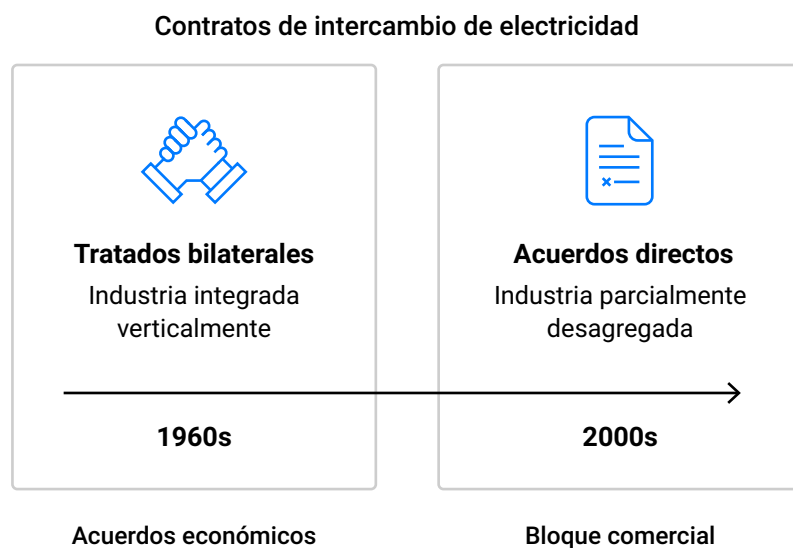 Contratos de intercambio de electricidad
Tratados bilaterales
Industria integrada
verticalmente
1960s
Acuerdos económicos
Acuerdos directos
Industria parcialmente
desagregada
2000s
Bloque comercial